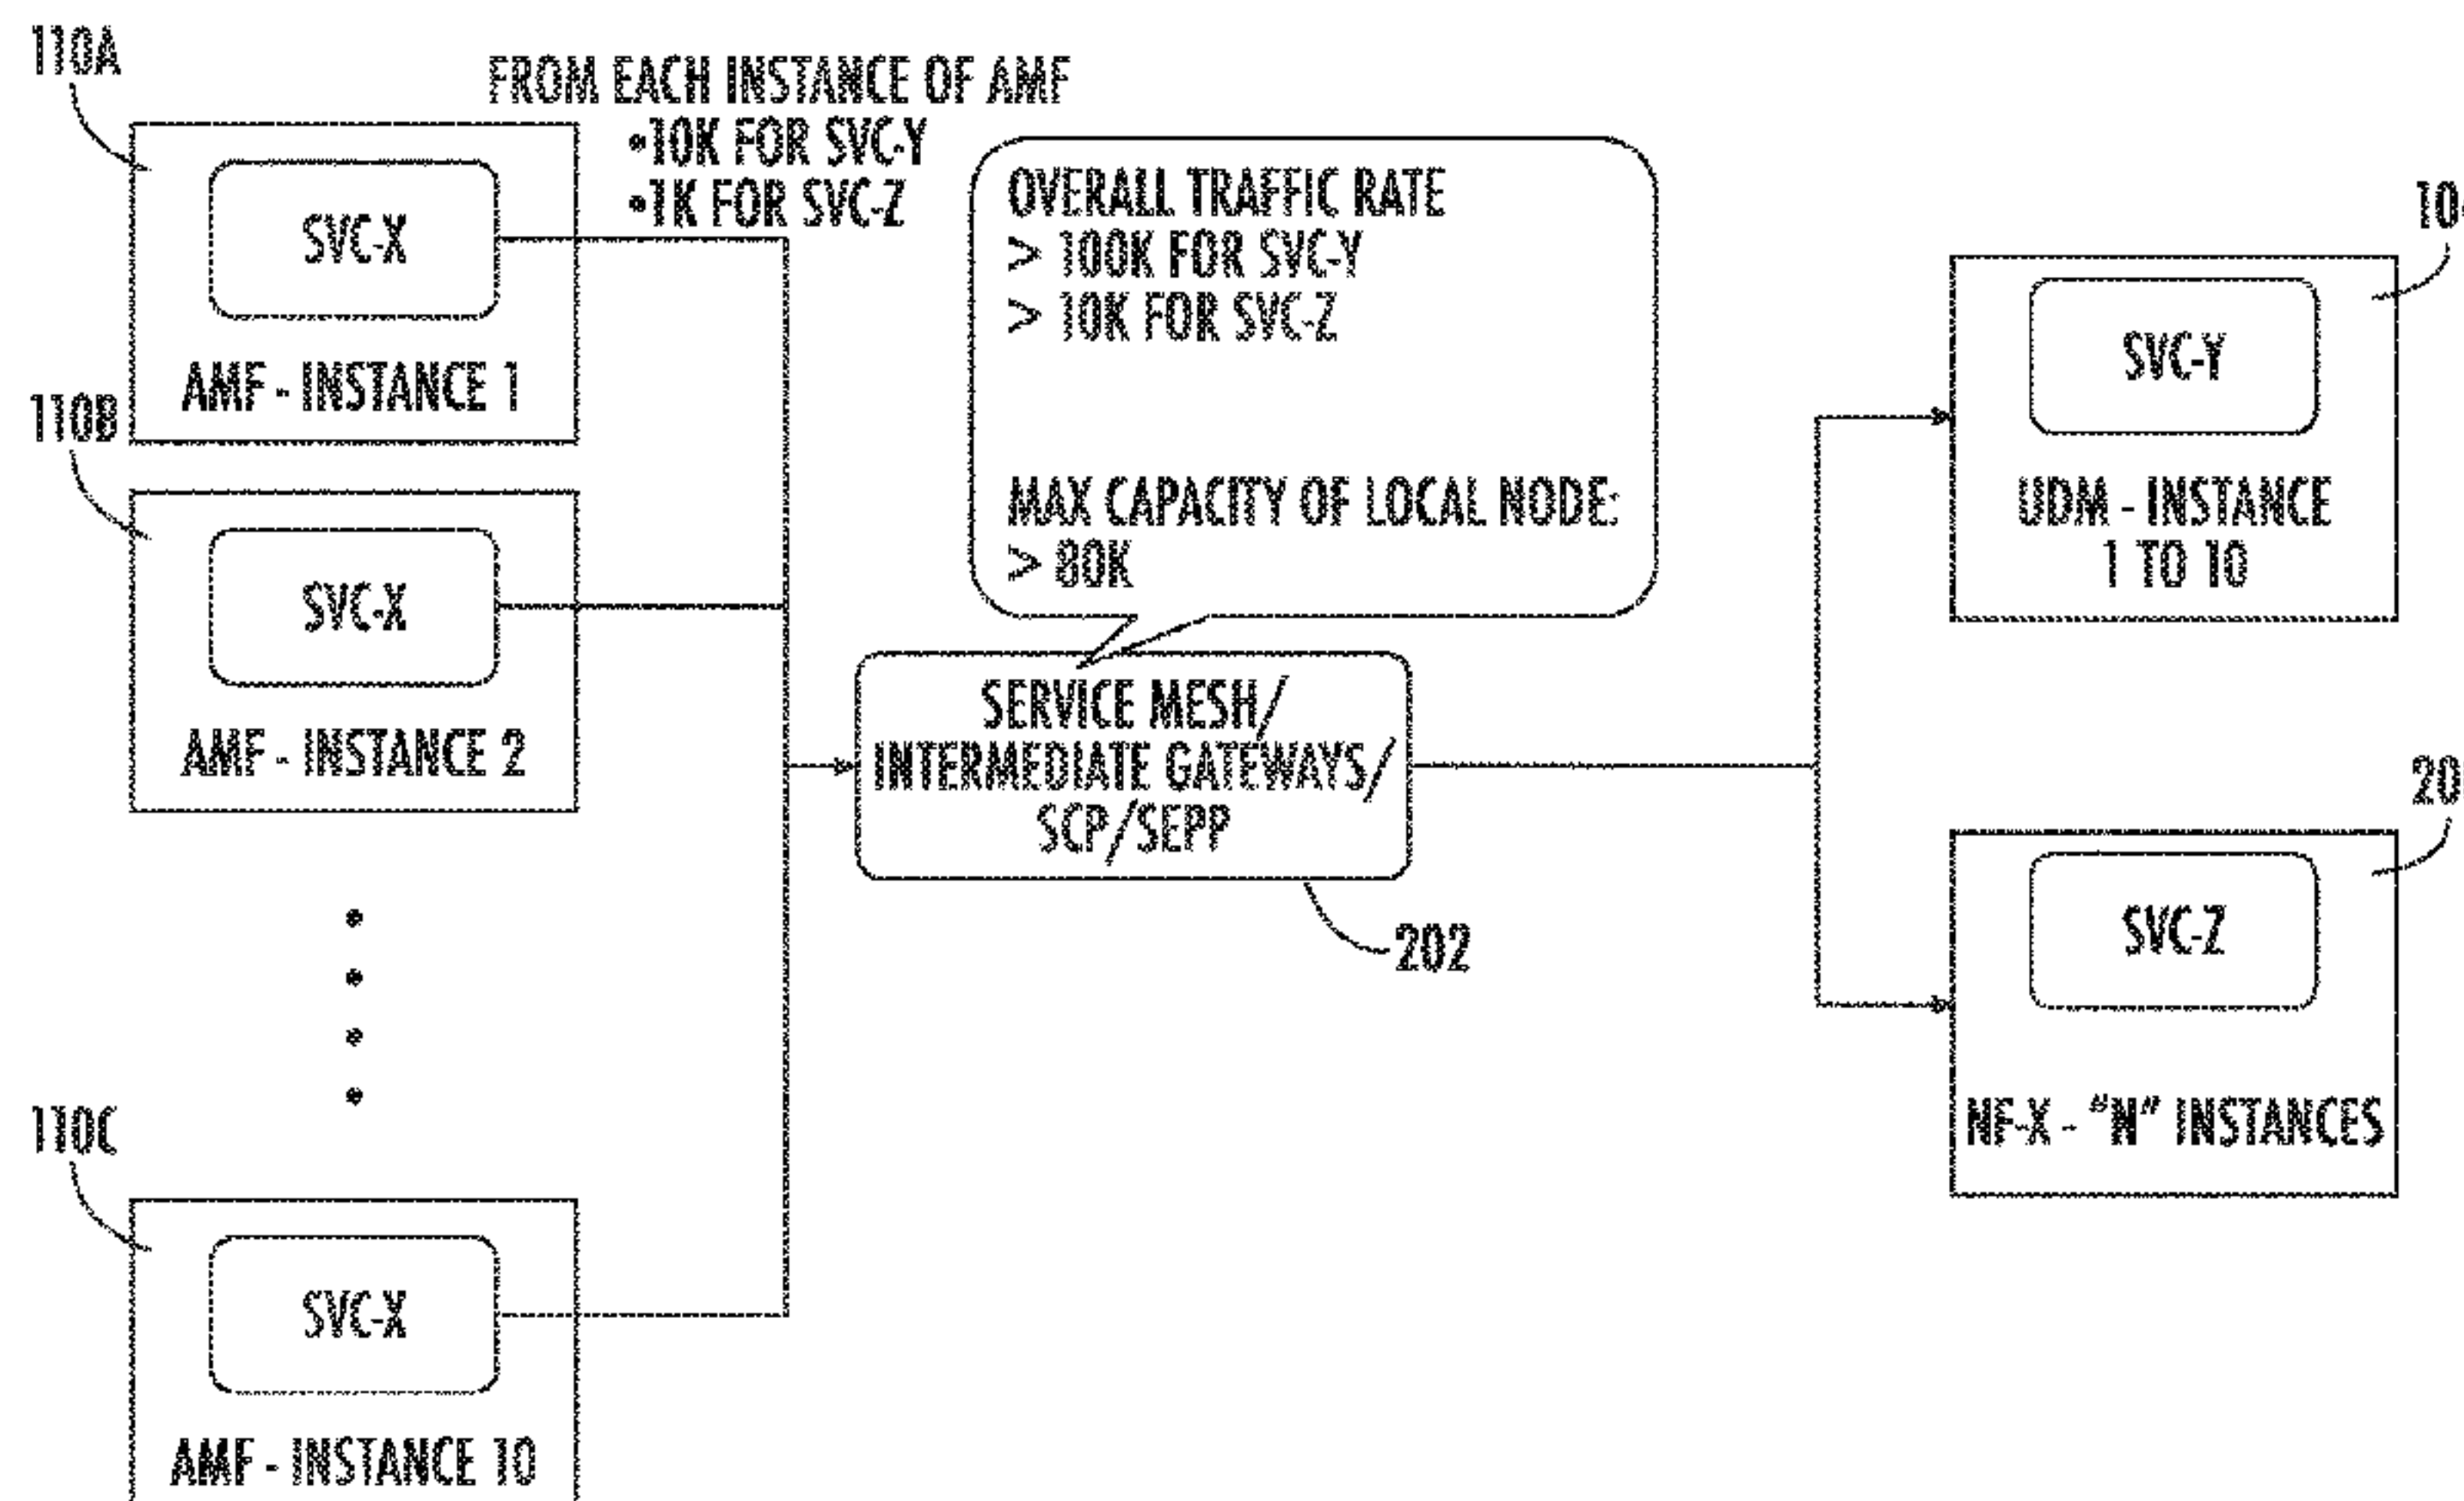 110A
FROM EACH INSTANCE OF AMF
•10K FOR SVC-Y
•1K FOR SVC-Z
SVC-X
AMF - INSTANCE 1
110B
SVC-X
AMF - INSTANCE 2
110C
SVC-X
AMF - INSTANCE 10
OVERALL TRAFFIC RATE
> 100K FOR SVC-Y
> 10K FOR SVC-Z
MAX CAPACITY OF LOCAL NODE:
> 80K
SERVICE MESH/
INTERMEDIATE GATEWAYS/
SCP/SEPP
202
10
SVC-Y
UDM - INSTANCE
1 TO 10
20
SVC-Z
NF-X - "N" INSTANCES